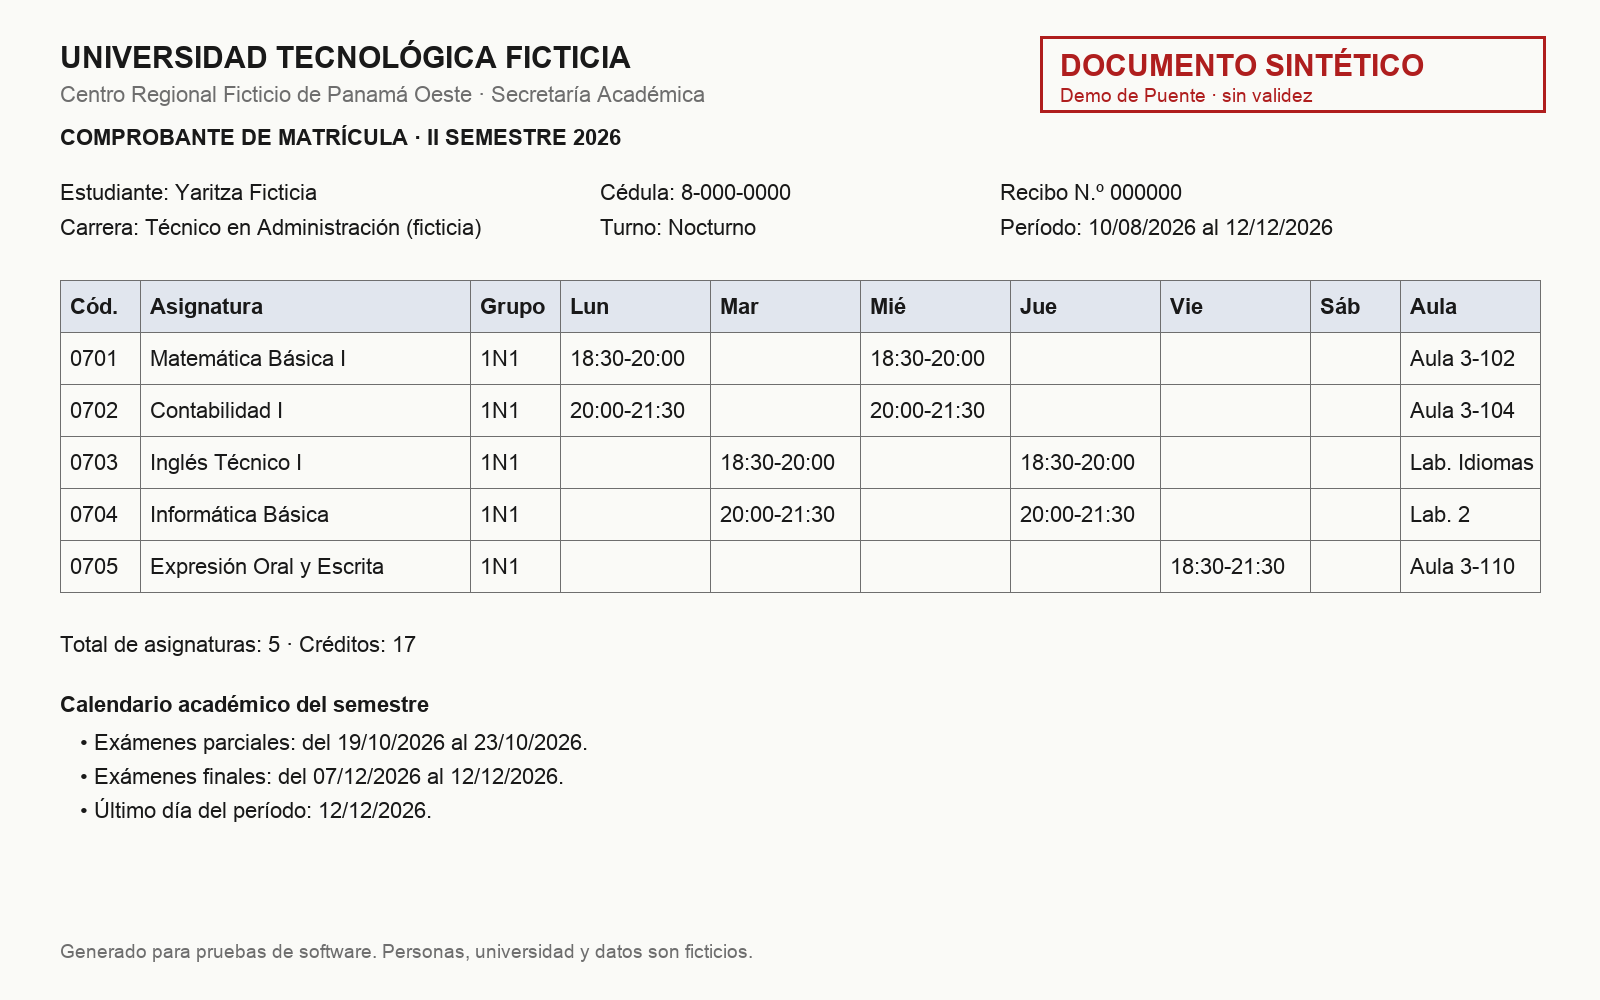 UNIVERSIDAD TECNOLÓGICA FICTICIA
Centro Regional Ficticio de Panamá Oeste · Secretaría Académica
DOCUMENTO SINTÉTICO
Demo de Puente · sin validez
COMPROBANTE DE MATRÍCULA · II SEMESTRE 2026
Estudiante: Yaritza Ficticia Cédula: 8-000-0000 Recibo N.º 000000
Carrera: Técnico en Administración (ficticia) Turno: Nocturno Período: 10/08/2026 al 12/12/2026
Cód. Asignatura Grupo Lun Mar Mié Jue Vie Sáb Aula
0701 Matemática Básica I 1N1 18:30-20:00 18:30-20:00 Aula 3-102
0702 Contabilidad I 1N1 20:00-21:30 20:00-21:30 Aula 3-104
0703 Inglés Técnico I 1N1 18:30-20:00 18:30-20:00 Lab. Idiomas
0704 Informática Básica 1N1 20:00-21:30 20:00-21:30 Lab. 2
0705 Expresión Oral y Escrita 1N1 18:30-21:30 Aula 3-110
Total de asignaturas: 5 · Créditos: 17
Calendario académico del semestre
• Exámenes parciales: del 19/10/2026 al 23/10/2026.
• Exámenes finales: del 07/12/2026 al 12/12/2026.
• Último día del período: 12/12/2026.
Generado para pruebas de software. Personas, universidad y datos son ficticios.